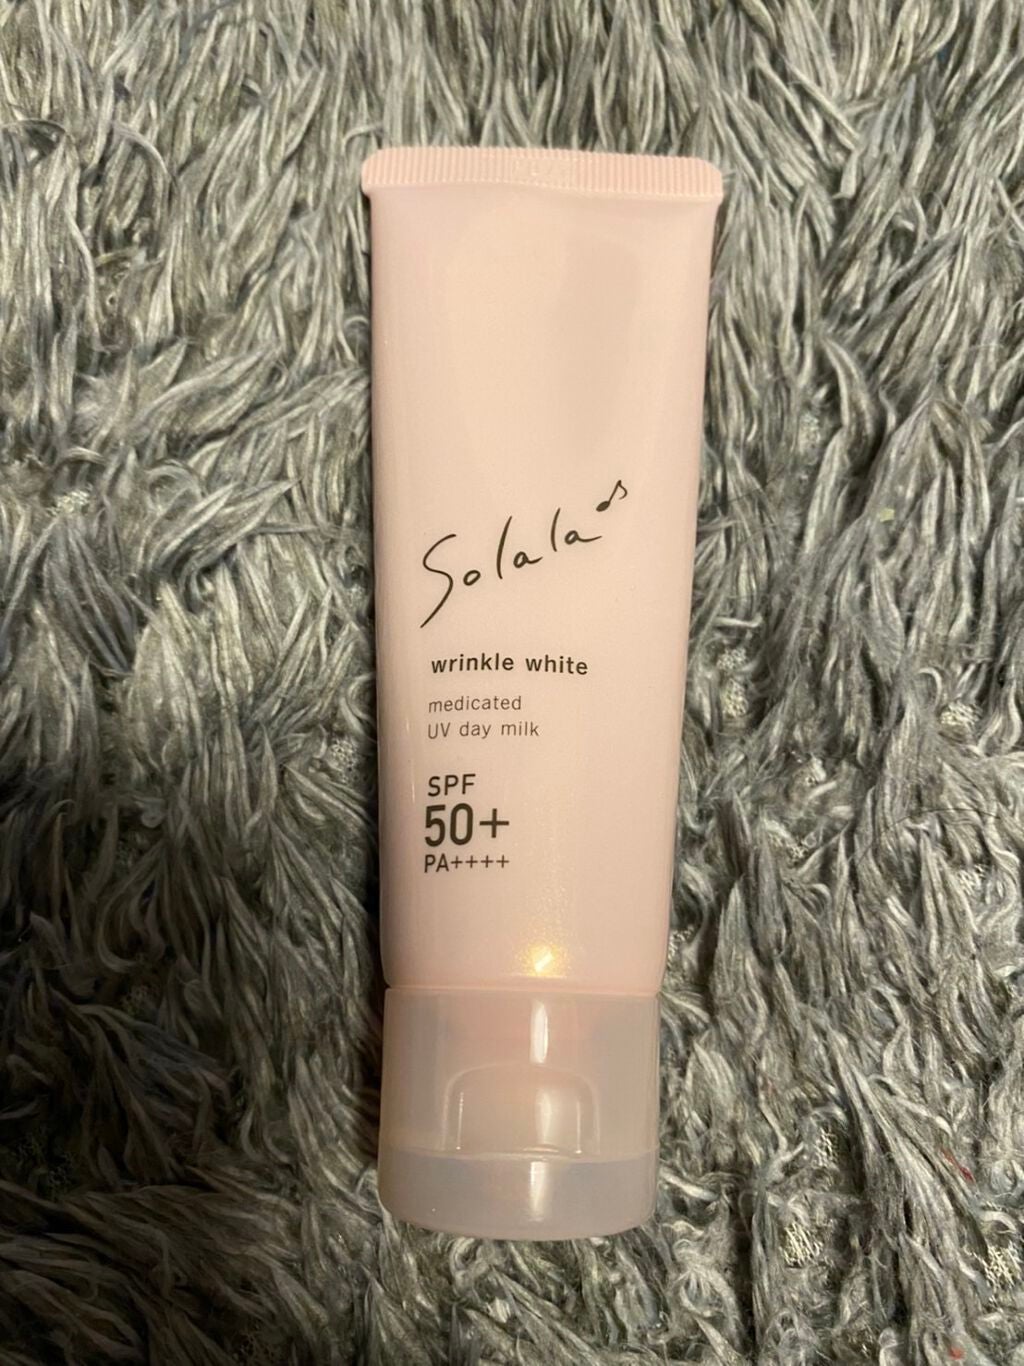 Solala♪
wrinkle white
medicated
UV day milk
SPF
50+
PA++++